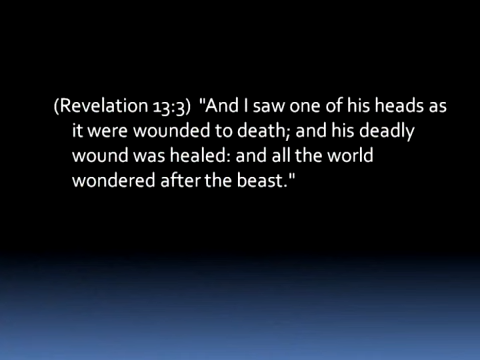 (Revelation 13:3) "And I saw one of his heads as
it were wounded to death; and his deadly
wound was healed: and all the world
wondered after the beast."